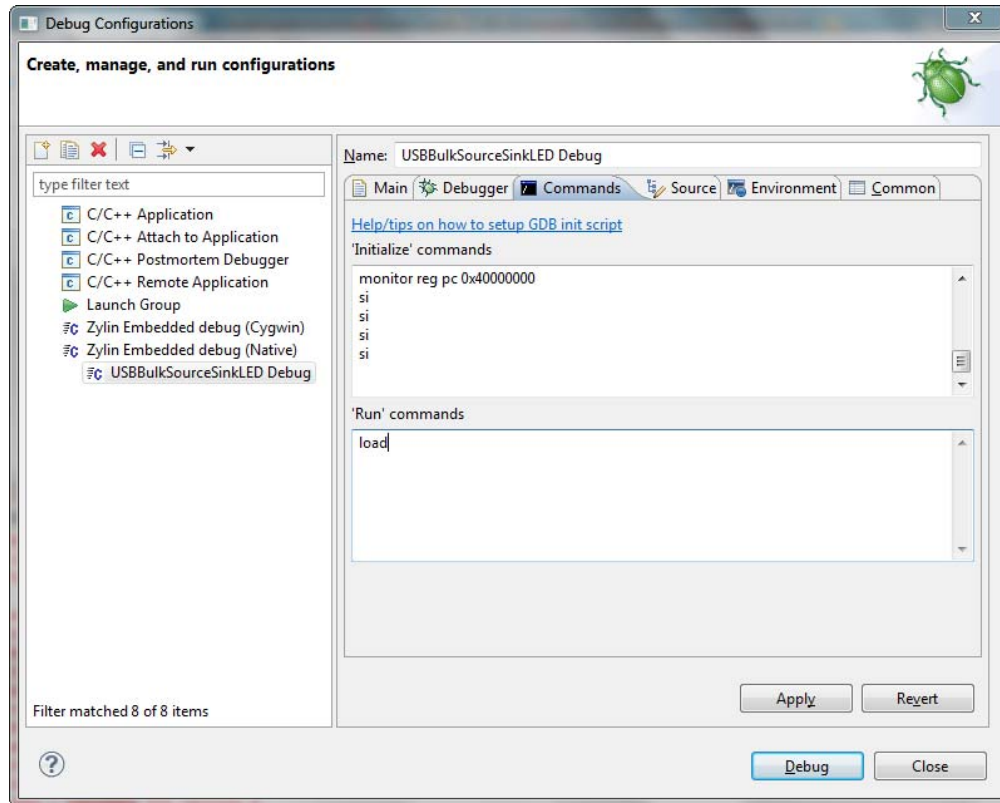 Debug Configurations
Create, manage, and run configurations
type filter text
C/C++ Application
C/C++ Attach to Application
C/C++ Postmortem Debugger
C/C++ Remote Application
Launch Group
Zylin Embedded debug (Cygwin)
Zylin Embedded debug (Native)
USBBulkSourceSinkLED Debug
Filter matched 8 of 8 items
Name: USBBulkSourceSinkLED Debug
Main Debugger Commands Source Environment Common
Help/tips on how to setup GDB init script
'Initialize' commands
monitor reg pc 0x40000000
si
si
si
si
'Run' commands
load
Apply Revert
Debug Close